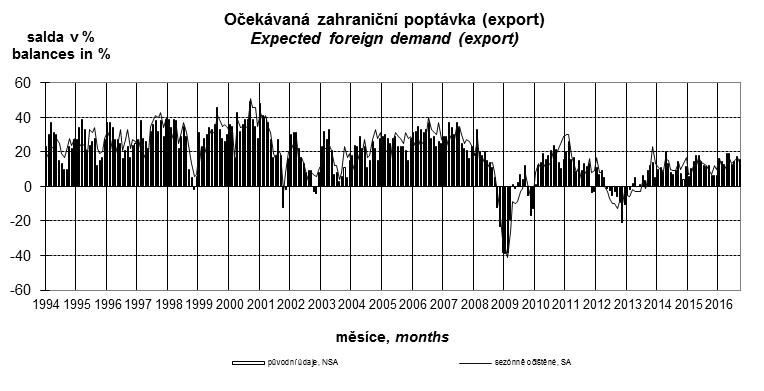 Očekávaná zahraniční poptávka (export)
Expected foreign demand (export)
salda v %
balances in %
60
40
20
0
-20
-40
-60
1994 1995 1996 1997 1998 1999 2000 2001 2002 2003 2004 2005 2006 2007 2008 2009 2010 2011 2012 2013 2014 2015 2016
měsíce, months
původní údaje, NSA
sezónně očištěné, SA